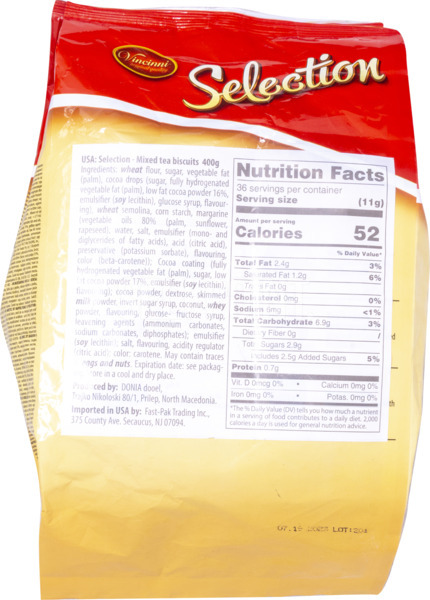 Vincinni
Selection
USA: Selection - Mixed tea biscuits 400g
Ingredients: wheat flour, sugar, vegetable fat
(palm), cocoa drops (sugar, fully hydrogenated
vegetable fat (palm), low fat cocoa powder 16%,
emulsifier (soy lecithin), glucose syrup, flavour-
ing) wheat semolina, corn starch, margarine
(vegetable oils 80% (palm, sunflower,
rapeseed), water, salt, emulsifier (mono- and
diglycerides of fatty acids), acid (citric acid),
preservative (potassium sorbate), flavouring,
color (beta-carotene)): Cocoa coating (fully
hydrogenated vegetable fat (palm), sugar, low
fat cocoa powder 17%, emulsifier (soy lecithin),
cocoa powder, dextrose, skimmed
milk powder, invert sugar syrup, coconut, whey
powder, flavouring, glucose- fructose syrup,
leavening agents (ammonium carbonates,
sodium carbonates, diphosphates); emulsifier
(soy lecithin); salt, flavouring, acidity regulator
(citric acid); color; carotene. May contain traces
eggs and nuts. Expiration date: see packag-
in a cool and dry place.
by: DONIA dooel,
Trajko Nikoloski 80/1, Prilep, North Macedonia.
Imported in USA by: Fast-Pak Trading Inc.,
375 County Ave. Secaucus, NJ 07094.
Nutrition Facts
36 servings per container
Serving size (11g)
Amount per serving
Calories 52
% Daily Value*
Total Fat 2.4g 3%
Saturated Fat 1.2g 6%
Trans Fat 0g
Cholesterol 0mg 0%
Sodium 9mg <1%
Total Carbohydrate 6.9g 3%
Dietary Fiber 0g /
Total Sugars 2.9g
Includes 2.5g Added Sugars 5%
Protein 0.7g
Vit. D 0mcg 0% • Calcium 0mg 0%
Iron 0mg 0% • Potas. 0mg 0%
*The % Daily Value (DV) tells you how much a nutrient
in a serving of food contributes to a daily diet. 2,000
calories a day is used for general nutrition advice.